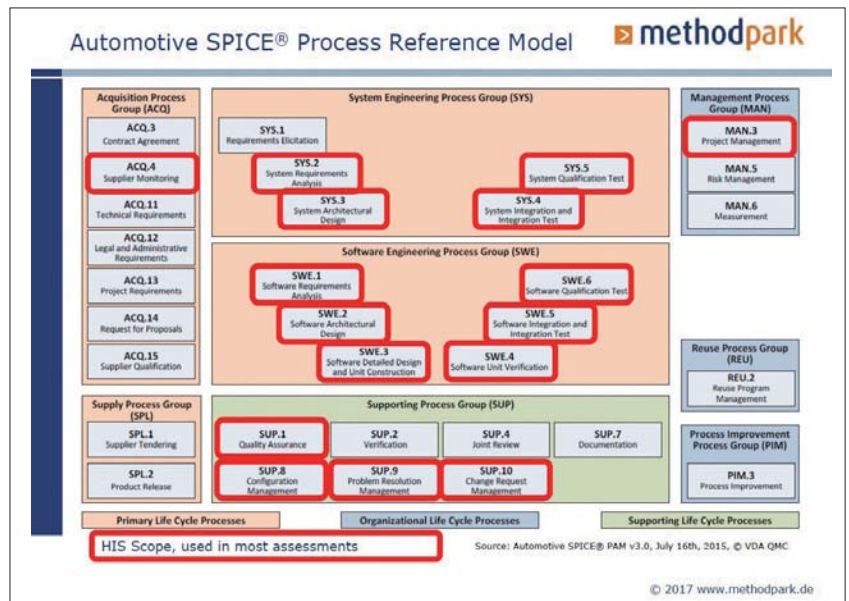 Automotive SPICE® Process Reference Model
methodpark
Acquisition Process
Group (ACQ)
ACQ.3
Contract Agreement
ACQ.4
Supplier Monitoring
ACQ.11
Technical Requirements
ACQ.12
Legal and Administrative
Requirements
ACQ.13
Project Requirements
ACQ.14
Request for Proposals
ACQ.15
Supplier Qualification
System Engineering Process Group (SYS)
SYS.1
Requirements Elicitation
SYS.2
System Requirements
Analysis
SYS.3
System Architectural
Design
SYS.5
System Qualification Test
SYS.4
System Integration and
Integration Test
Management Process
Group (MAN)
MAN.3
Project Management
MAN.5
Risk Management
MAN.6
Measurement
Software Engineering Process Group (SWE)
SWE.1
Software Requirements
Analysis
SWE.2
Software Architectural
Design
SWE.3
Software Detailed Design
and Unit Construction
SWE.6
Software Qualification Test
SWE.5
Software Integration and
Integration Test
SWE.4
Software Unit Verification
Reuse Process Group
(REU)
REU.2
Reuse Program
Management
Supply Process Group
(SPL)
SPL.1
Supplier Tendering
SPL.2
Product Release
Supporting Process Group (SUP)
SUP.1
Quality Assurance
SUP.2
Verification
SUP.4
Joint Review
SUP.7
Documentation
SUP.8
Configuration
Management
SUP.9
Problem Resolution
Management
SUP.10
Change Request
Management
Process Improvement
Process Group (PIM)
PIM.3
Process Improvement
Primary Life Cycle Processes
Organizational Life Cycle Processes
Supporting Life Cycle Processes
HIS Scope, used in most assessments
Source: Automotive SPICE® PAM v3.0, July 16th, 2015, © VDA QMC
© 2017 www.methodpark.de